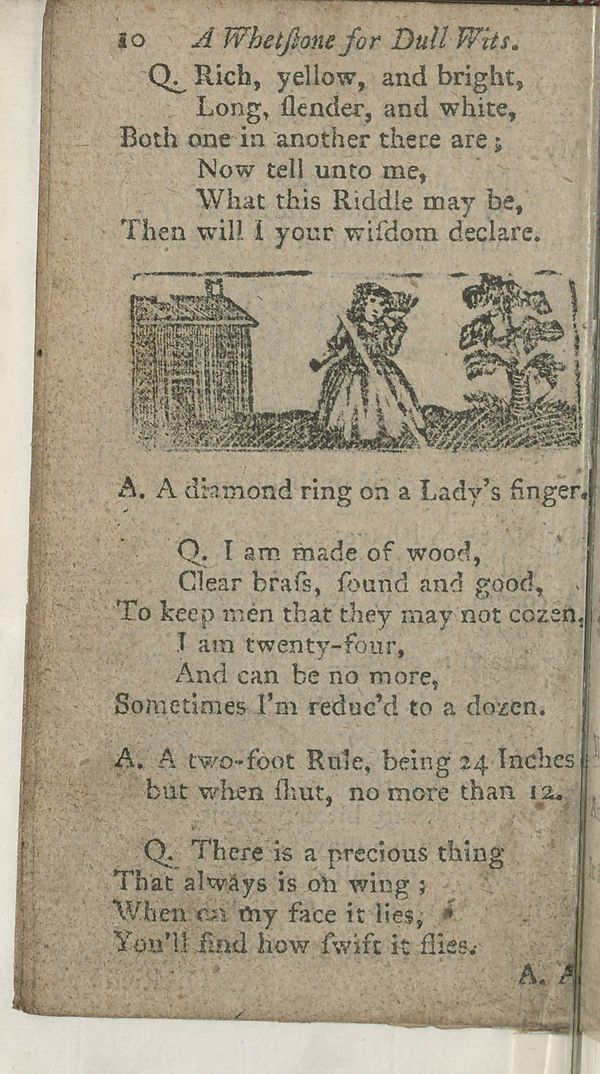 10 A Whetſtone for Dull Wits.
Q. Rich, yellow, and bright,
Long, ſlender, and white,
Both one in another there are;
Now tell unto me,
What this Riddle may be,
Then will I your wiſdom declare.
A. A diamond ring on a Lady's finger.
Q. I am made of wood,
Clear braſs, ſound and good,
To keep men that they may not cozen.
I am twenty-four,
And can be no more,
Sometimes I'm reduc'd to a dozen.
A. A two-foot Rule, being 24 Inches
but when ſhut, no more than 12.
Q. There is a precious thing
That always is on wing;
When on my face it lies,
You'll find how ſwift it flies.
A. A